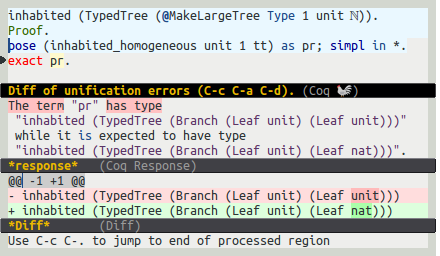 inhabited (TypedTree (@MakeLargeTree Type 1 unit ℕ)).
Proof.
pose (inhabited_homogeneous unit 1 tt) as pr; simpl in *.
exact pr.
Diff of unification errors (C-c C-a C-d). (Coq 🐓)
The term "pr" has type
"inhabited (TypedTree (Branch (Leaf unit) (Leaf unit)))"
while it is expected to have type
"inhabited (TypedTree (Branch (Leaf unit) (Leaf nat)))".
*response* (Coq Response)
@@ -1 +1 @@
- inhabited (TypedTree (Branch (Leaf unit) (Leaf unit)))
+ inhabited (TypedTree (Branch (Leaf unit) (Leaf nat)))
*Diff* (Diff)
Use C-c C-. to jump to end of processed region